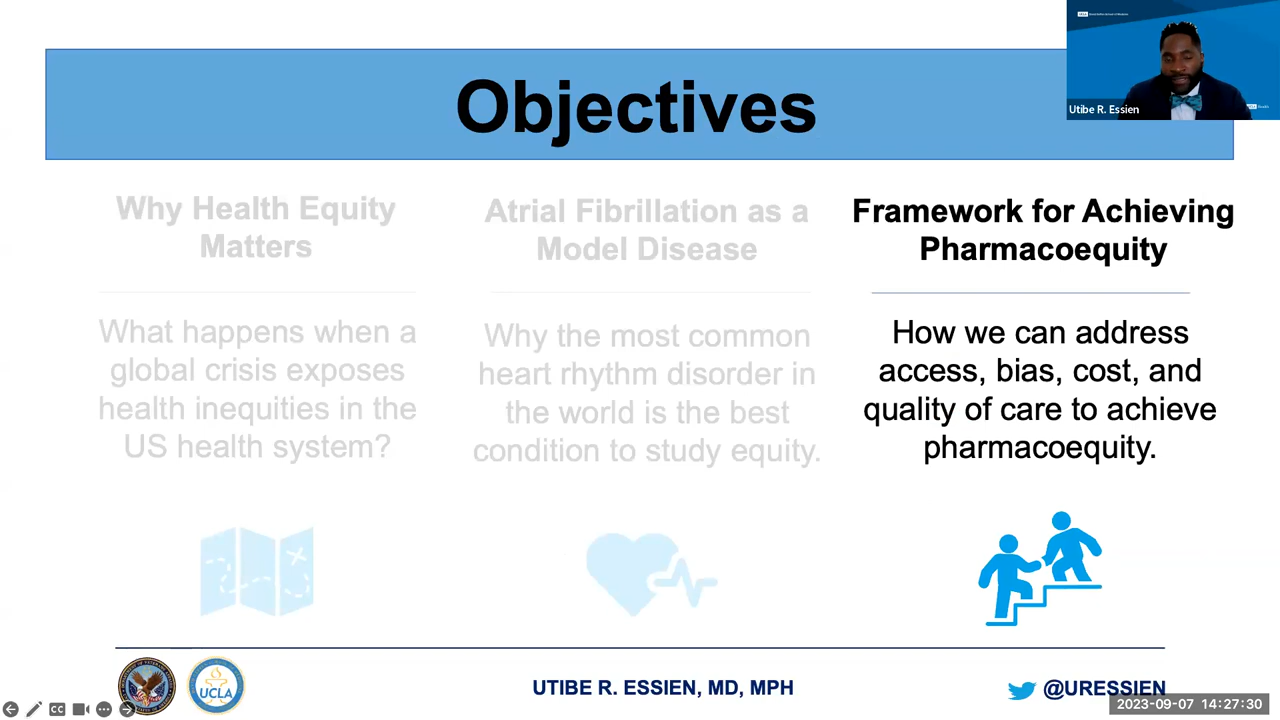 Objectives
Utibe R. Essien
Why Health Equity
Matters
What happens when a
global crisis exposes
health inequities in the
US health system?
Atrial Fibrillation as a
Model Disease
Why the most common
heart rhythm disorder in
the world is the best
condition to study equity.
Framework for Achieving
Pharmacoequity
How we can address
access, bias, cost, and
quality of care to achieve
pharmacoequity.
UCLA
UTIBE R. ESSIEN, MD, MPH
@URESSIEN
CC
2023-09-07 14:27:30